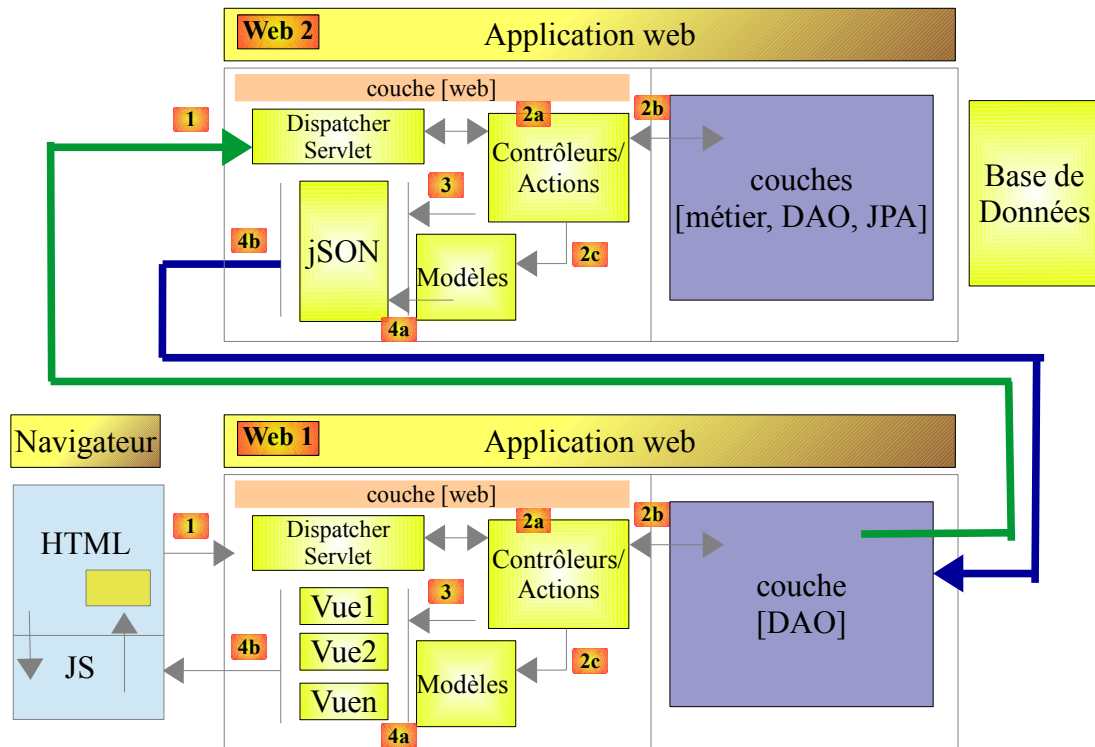 Web 2
Application web
couche [web]
1
Dispatcher
Servlet
2a
2b
Contrôleurs/
Actions
couches
[métier, DAO, JPA]
Base de
Données
3
4b
jSON
2c
Modèles
4a
Navigateur
Web 1
Application web
couche [web]
HTML
1
Dispatcher
Servlet
2a
2b
Contrôleurs/
Actions
couche
[DAO]
Vue1
3
Vue2
JS
4b
2c
Modèles
Vuen
4a